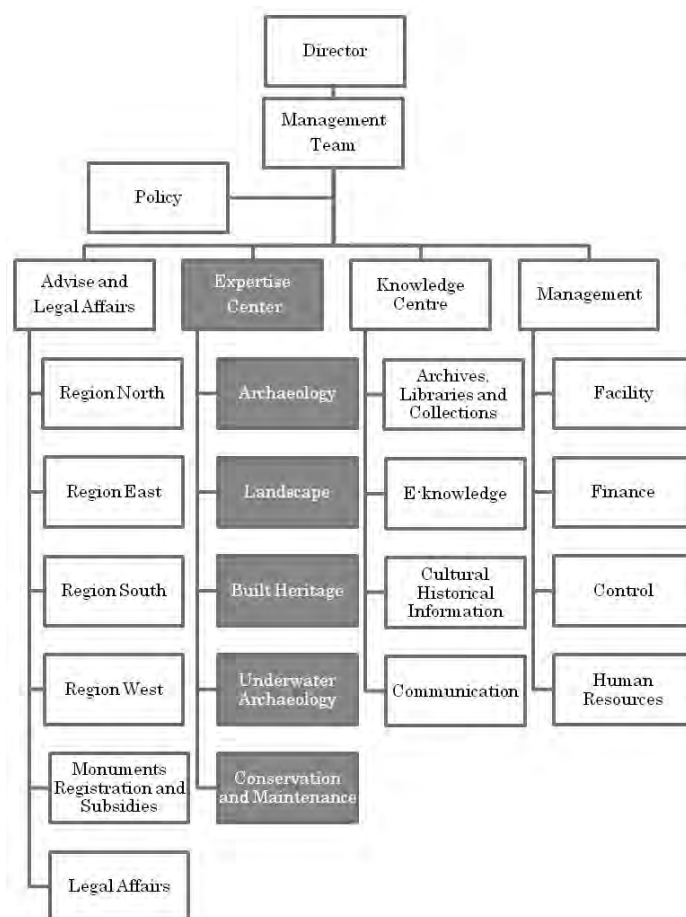 Director
Management
Team
Policy
Advise and
Legal Affairs
Expertise
Center
Knowledge
Centre
Management
Region North
Region East
Region South
Region West
Monuments
Registration and
Subsidies
Legal Affairs
Archaeology
Landscape
Built Heritage
Underwater
Archaeology
Conservation
and Maintenance
Archives,
Libraries and
Collections
E-knowledge
Cultural
Historical
Information
Communication
Facility
Finance
Control
Human
Resources